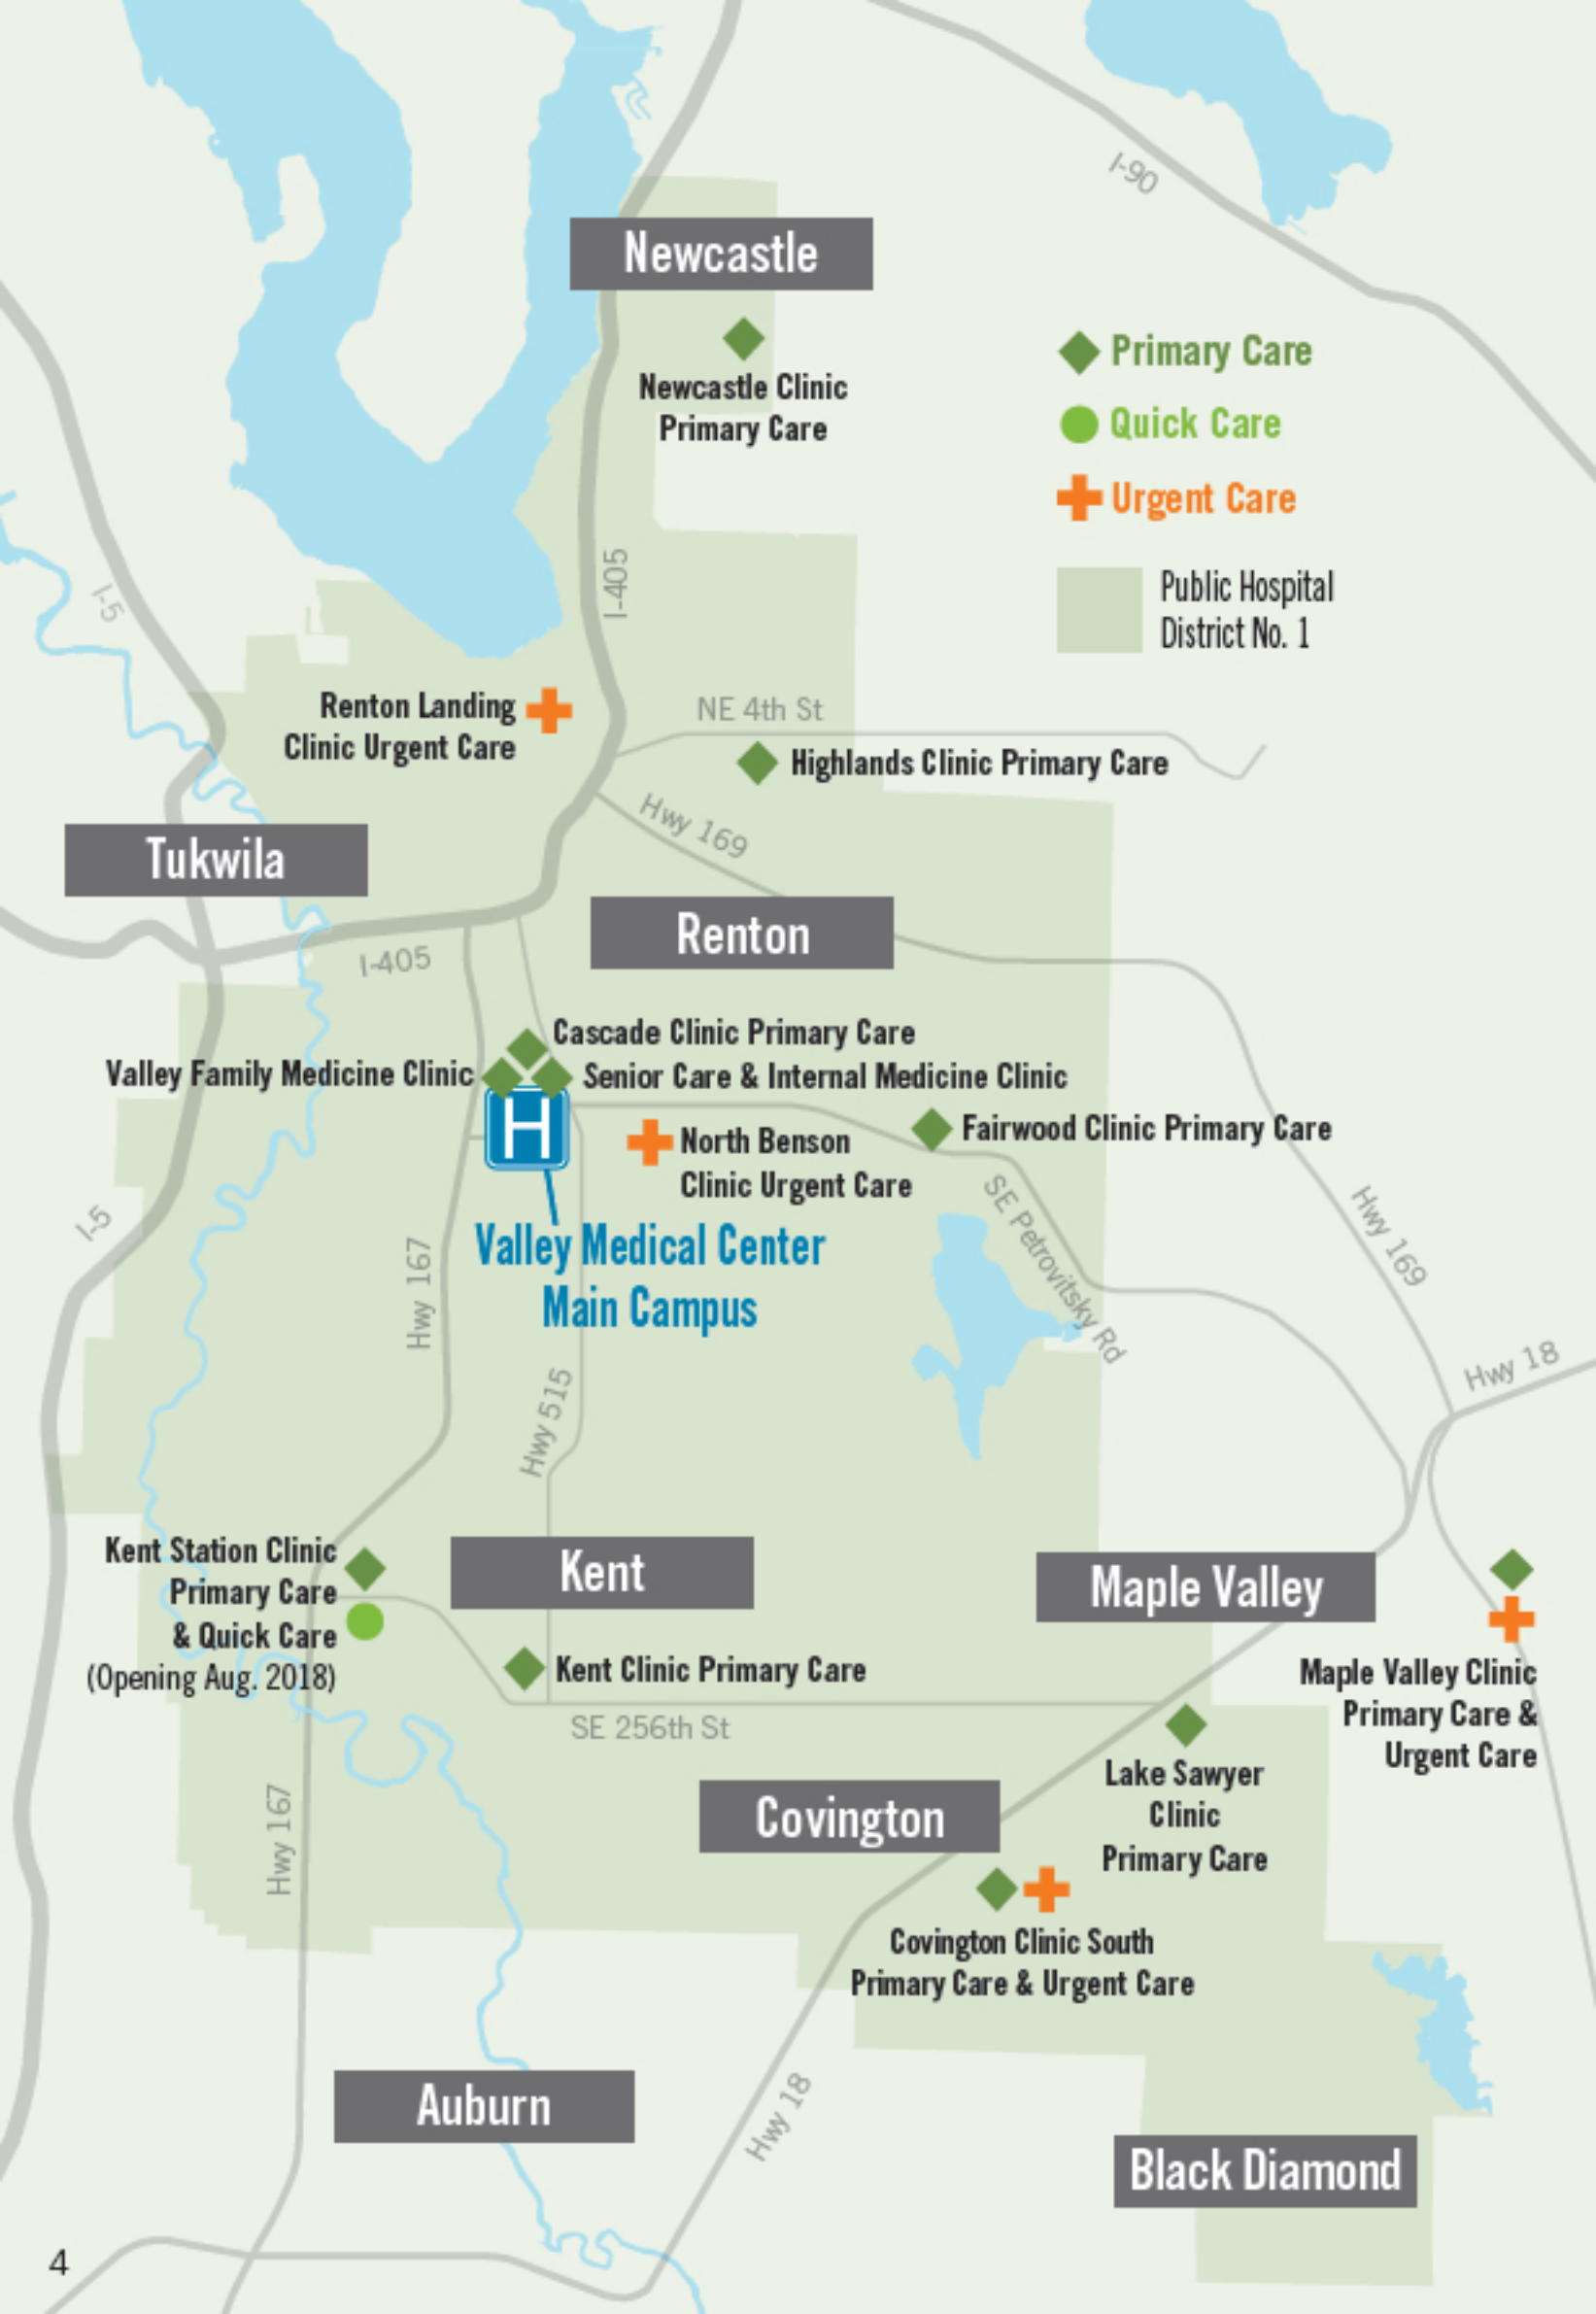 I-90
Newcastle
Newcastle Clinic
Primary Care
Primary Care
Quick Care
Urgent Care
Public Hospital
District No. 1
I-405
I-5
Renton Landing
Clinic Urgent Care
NE 4th St
Highlands Clinic Primary Care
Hwy 169
Tukwila
Renton
I-405
Cascade Clinic Primary Care
Valley Family Medicine Clinic
Senior Care & Internal Medicine Clinic
H
North Benson
Clinic Urgent Care
Fairwood Clinic Primary Care
SE Petrovitsky Rd
Hwy 169
I-5
Valley Medical Center
Main Campus
Hwy 167
Hwy 515
Hwy 18
Kent Station Clinic
Primary Care
& Quick Care
(Opening Aug. 2018)
Kent
Maple Valley
Kent Clinic Primary Care
Maple Valley Clinic
Primary Care &
Urgent Care
SE 256th St
Lake Sawyer
Clinic
Primary Care
Hwy 167
Covington
Covington Clinic South
Primary Care & Urgent Care
Auburn
Hwy 18
Black Diamond
4